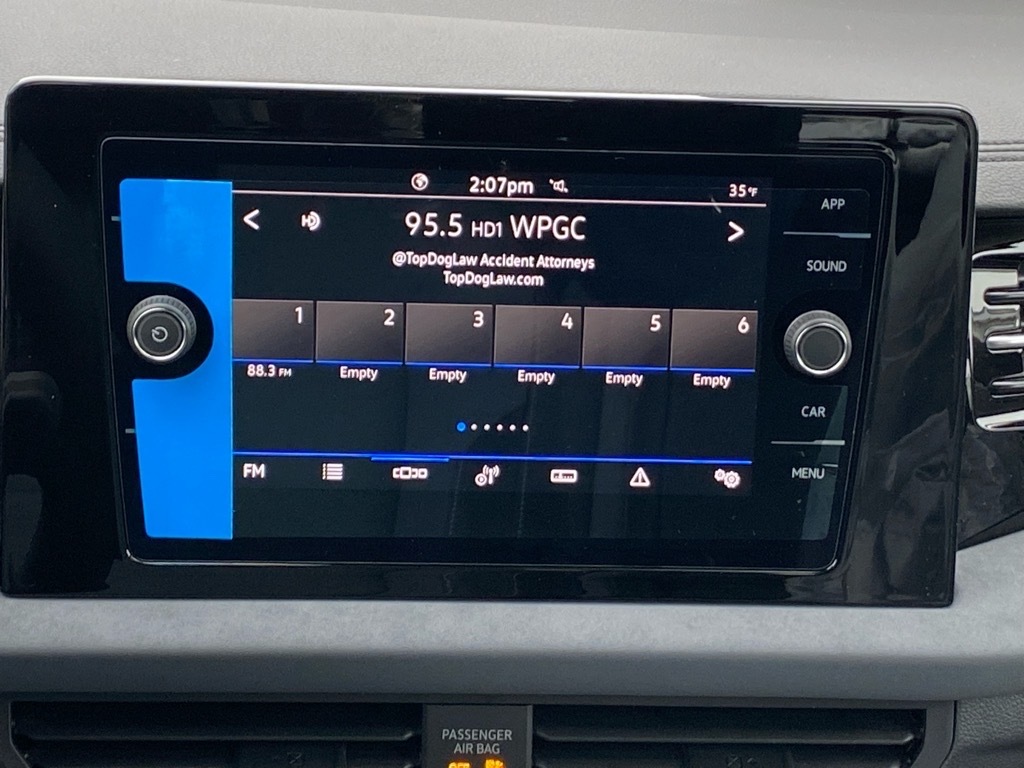 2:07pm
35°F
APP
< 95.5 HD1 WPGC >
@TopDogLaw Accident Attorneys
TopDogLaw.com
SOUND
1 2 3 4 5 6
88.3 FM Empty Empty Empty Empty Empty
CAR
FM
MENU
PASSENGER
AIR BAG
OFF